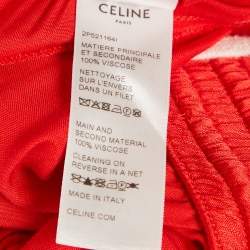 CELINE
PARIS
2P521164I
MATIERE PRINCIPALE
ET SECONDAIRE
100% VISCOSE
NETTOYAGE
SUR ENVERS
DANS UN FILET
MAIN AND
SECOND MATERIAL
100% VISCOSE
CLEANING ON
REVERSE IN A NET
MADE IN ITALY
CELINE.COM